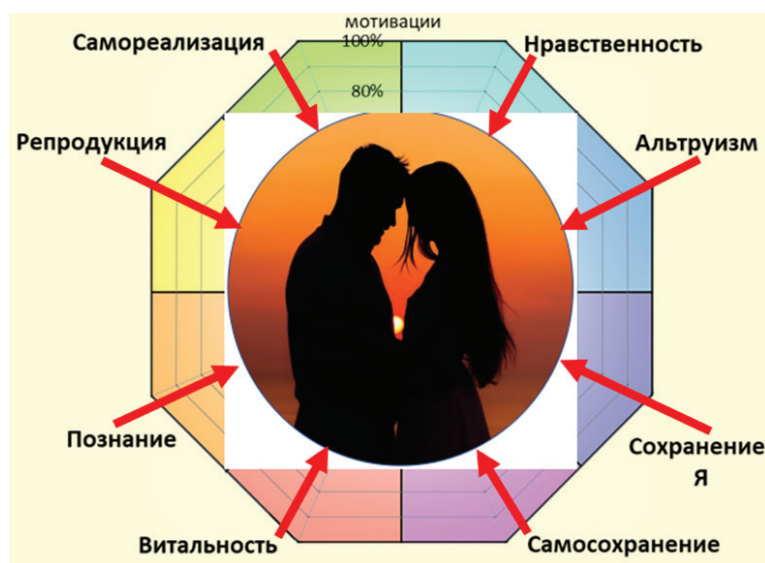 мотивации
Самореализация
100%
Нравственность
80%
Репродукция
Альтруизм
Познание
Сохранение
Я
Витальность
Самосохранение